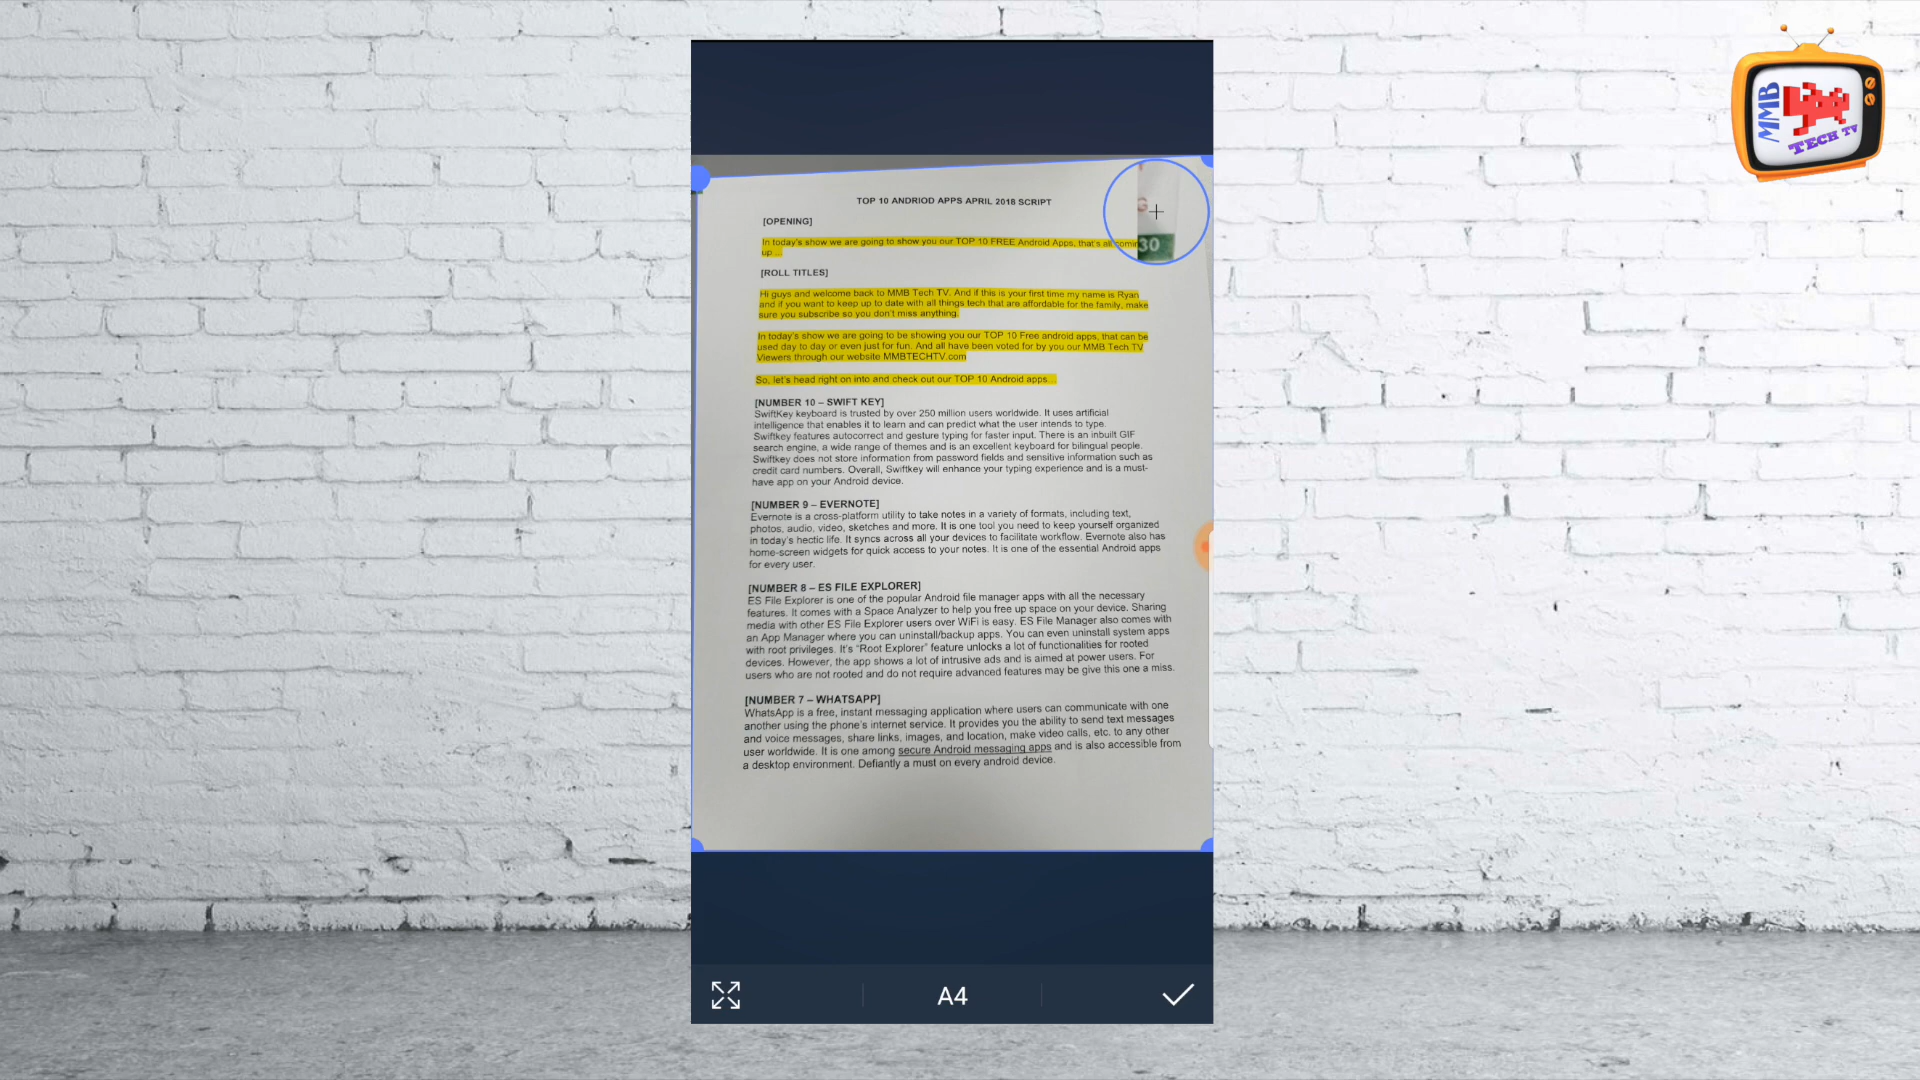 MMB
TECH TV
TOP 10 ANDRIOD APPS APRIL 2018 SCRIPT
[OPENING]
In today's show we are going to show you our TOP 10 FREE Android Apps, that's all comin
up ...
30
[ROLL TITLES]
Hi guys and welcome back to MMB Tech TV. And if this is your first time my name is Ryan
and if you want to keep up to date with all things tech that are affordable for the family, make
sure you subscribe so you don't miss anything.
In today's show we are going to be showing you our TOP 10 Free android apps, that can be
used day to day or even just for fun. And all have been voted for by you our MMB Tech TV
Viewers through our website MMBTECHTV.com
So, let's head right on into and check out our TOP 10 Android apps...
[NUMBER 10 – SWIFT KEY]
SwiftKey keyboard is trusted by over 250 million users worldwide. It uses artificial
intelligence that enables it to learn and can predict what the user intends to type.
Swiftkey features autocorrect and gesture typing for faster input. There is an inbuilt GIF
search engine, a wide range of themes and is an excellent keyboard for bilingual people.
Swiftkey does not store information from password fields and sensitive information such as
credit card numbers. Overall, Swiftkey will enhance your typing experience and is a must-
have app on your Android device.
[NUMBER 9 – EVERNOTE]
Evernote is a cross-platform utility to take notes in a variety of formats, including text,
photos, audio, video, sketches and more. It is one tool you need to keep yourself organized
in today's hectic life. It syncs across all your devices to facilitate workflow. Evernote also has
home-screen widgets for quick access to your notes. It is one of the essential Android apps
for every user.
[NUMBER 8 – ES FILE EXPLORER]
ES File Explorer is one of the popular Android file manager apps with all the necessary
features. It comes with a Space Analyzer to help you free up space on your device. Sharing
media with other ES File Explorer users over WiFi is easy. ES File Manager also comes with
an App Manager where you can uninstall/backup apps. You can even uninstall system apps
with root privileges. It's "Root Explorer" feature unlocks a lot of functionalities for rooted
devices. However, the app shows a lot of intrusive ads and is aimed at power users. For
users who are not rooted and do not require advanced features may be give this one a miss.
[NUMBER 7 – WHATSAPP]
WhatsApp is a free, instant messaging application where users can communicate with one
another using the phone's internet service. It provides you the ability to send text messages
and voice messages, share links, images, and location, make video calls, etc. to any other
user worldwide. It is one among secure Android messaging apps and is also accessible from
a desktop environment. Defiantly a must on every android device.
A4